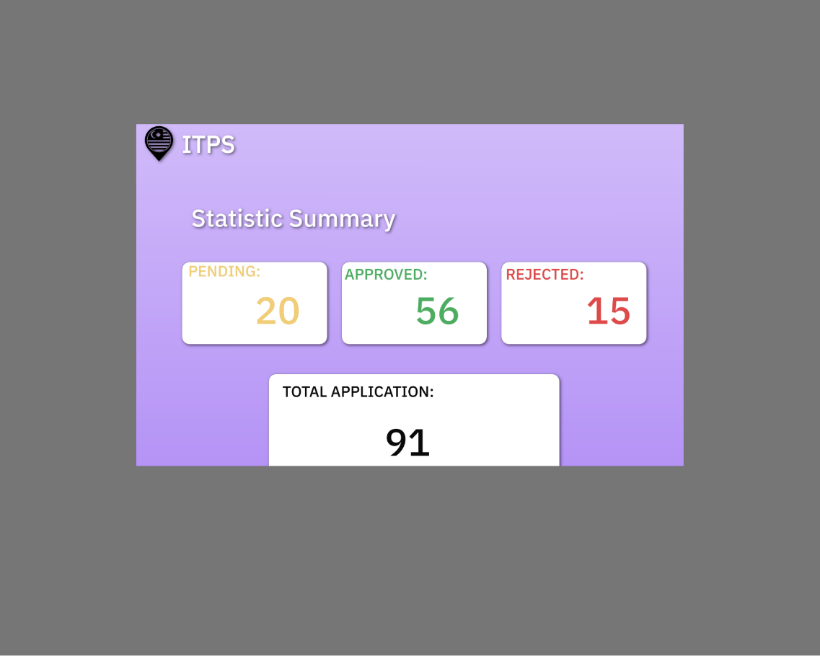 ITPS
Statistic Summary
PENDING:
20
APPROVED:
56
REJECTED:
15
TOTAL APPLICATION:
91